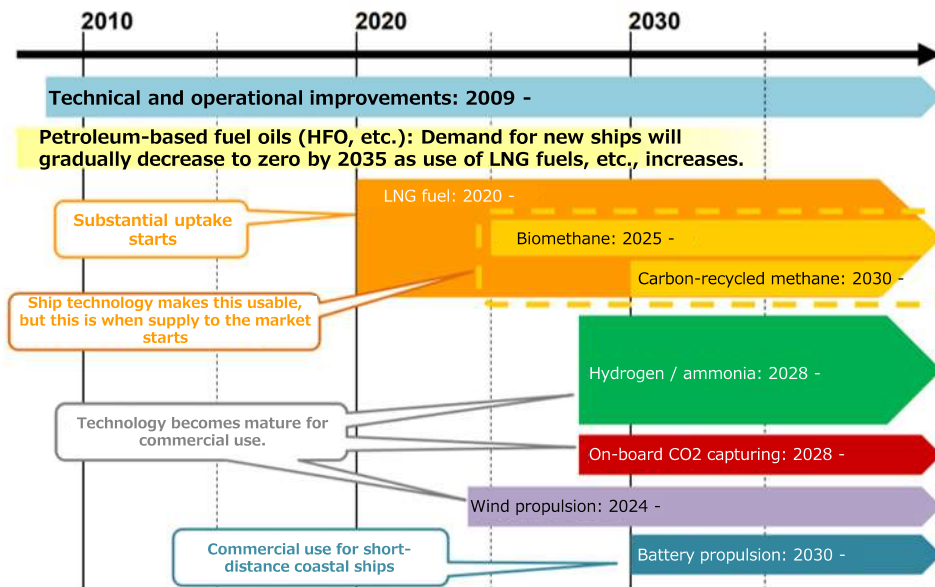 2010
2020
2030
Technical and operational improvements: 2009 -
Petroleum-based fuel oils (HFO, etc.): Demand for new ships will
gradually decrease to zero by 2035 as use of LNG fuels, etc., increases.
LNG fuel: 2020 -
Substantial uptake
starts
Biomethane: 2025 -
Carbon-recycled methane: 2030 -
Ship technology makes this usable,
but this is when supply to the market
starts
Hydrogen / ammonia: 2028 -
Technology becomes mature for
commercial use.
On-board CO2 capturing: 2028 -
Wind propulsion: 2024 -
Commercial use for short-
distance coastal ships
Battery propulsion: 2030 -